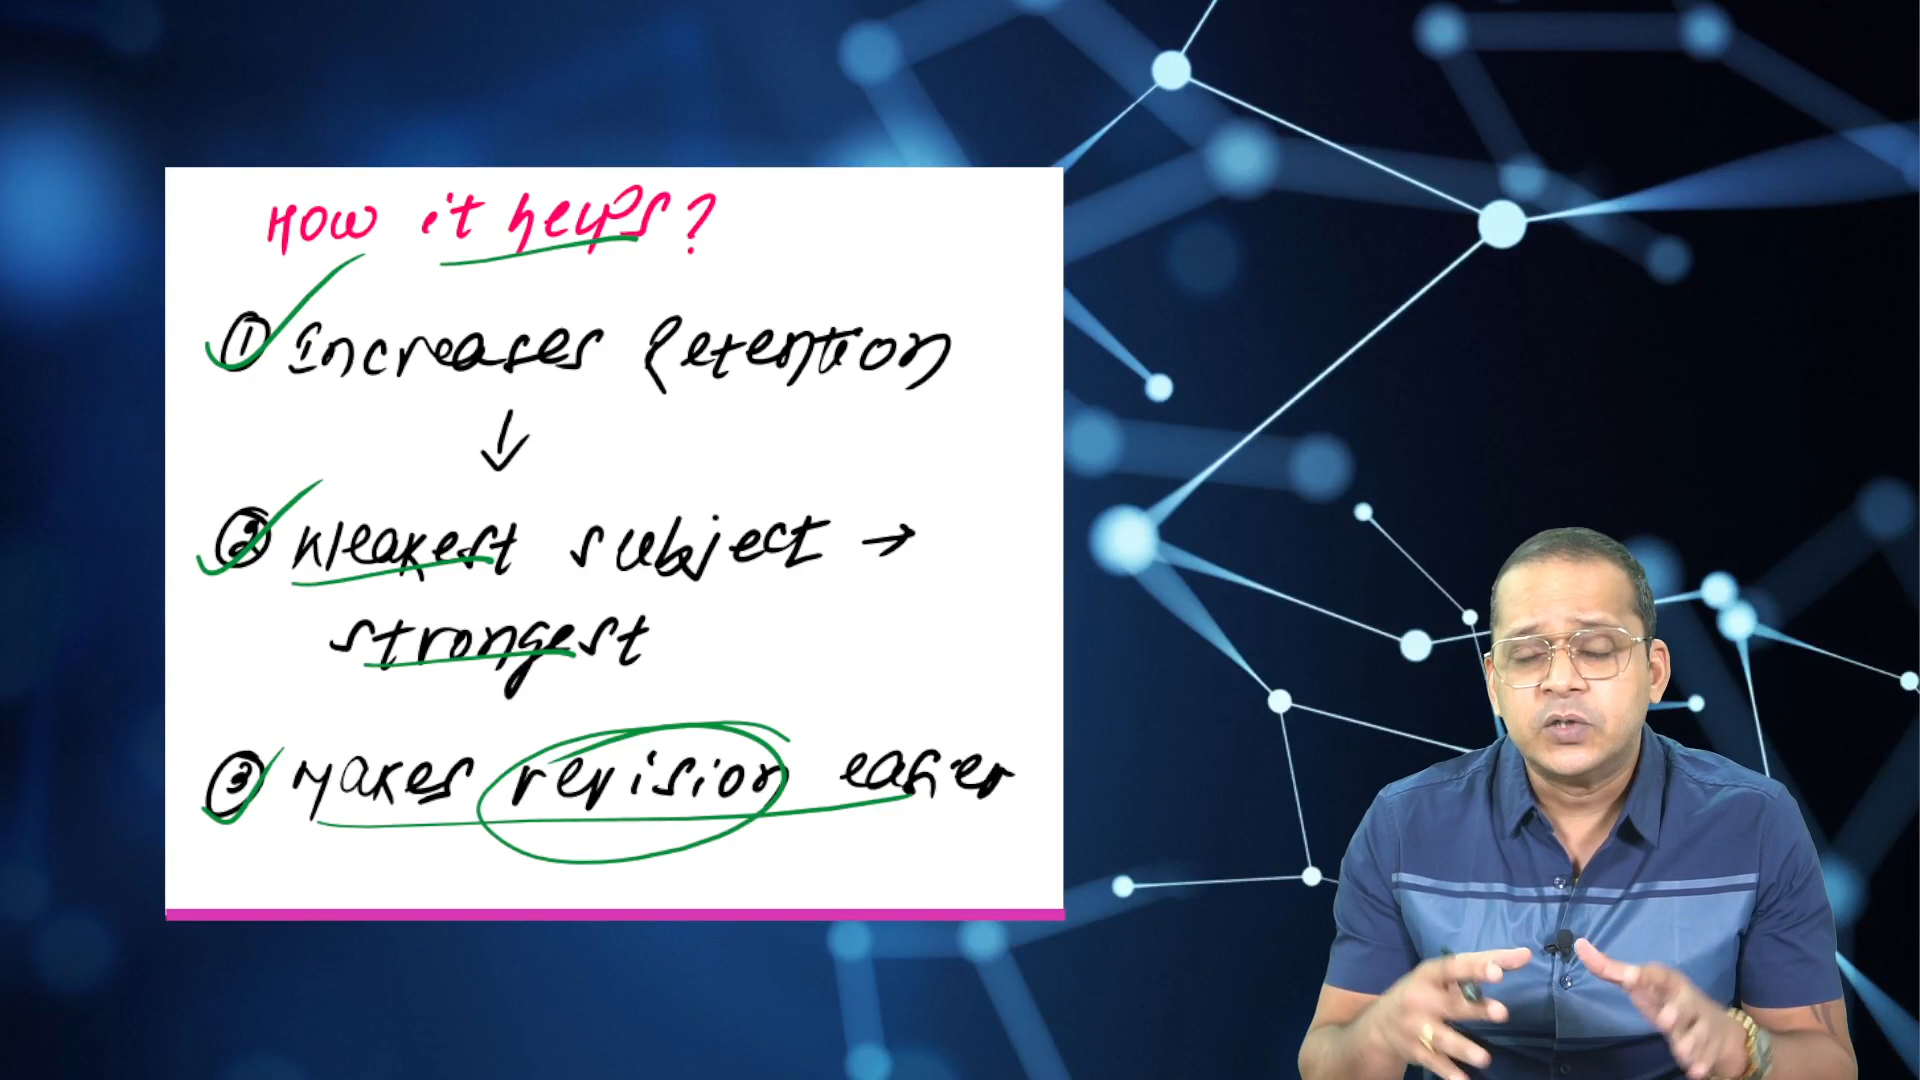 How it helps?
① Increases Retention
↓
② Weakest subject →
strongest
③ Makes revision easier